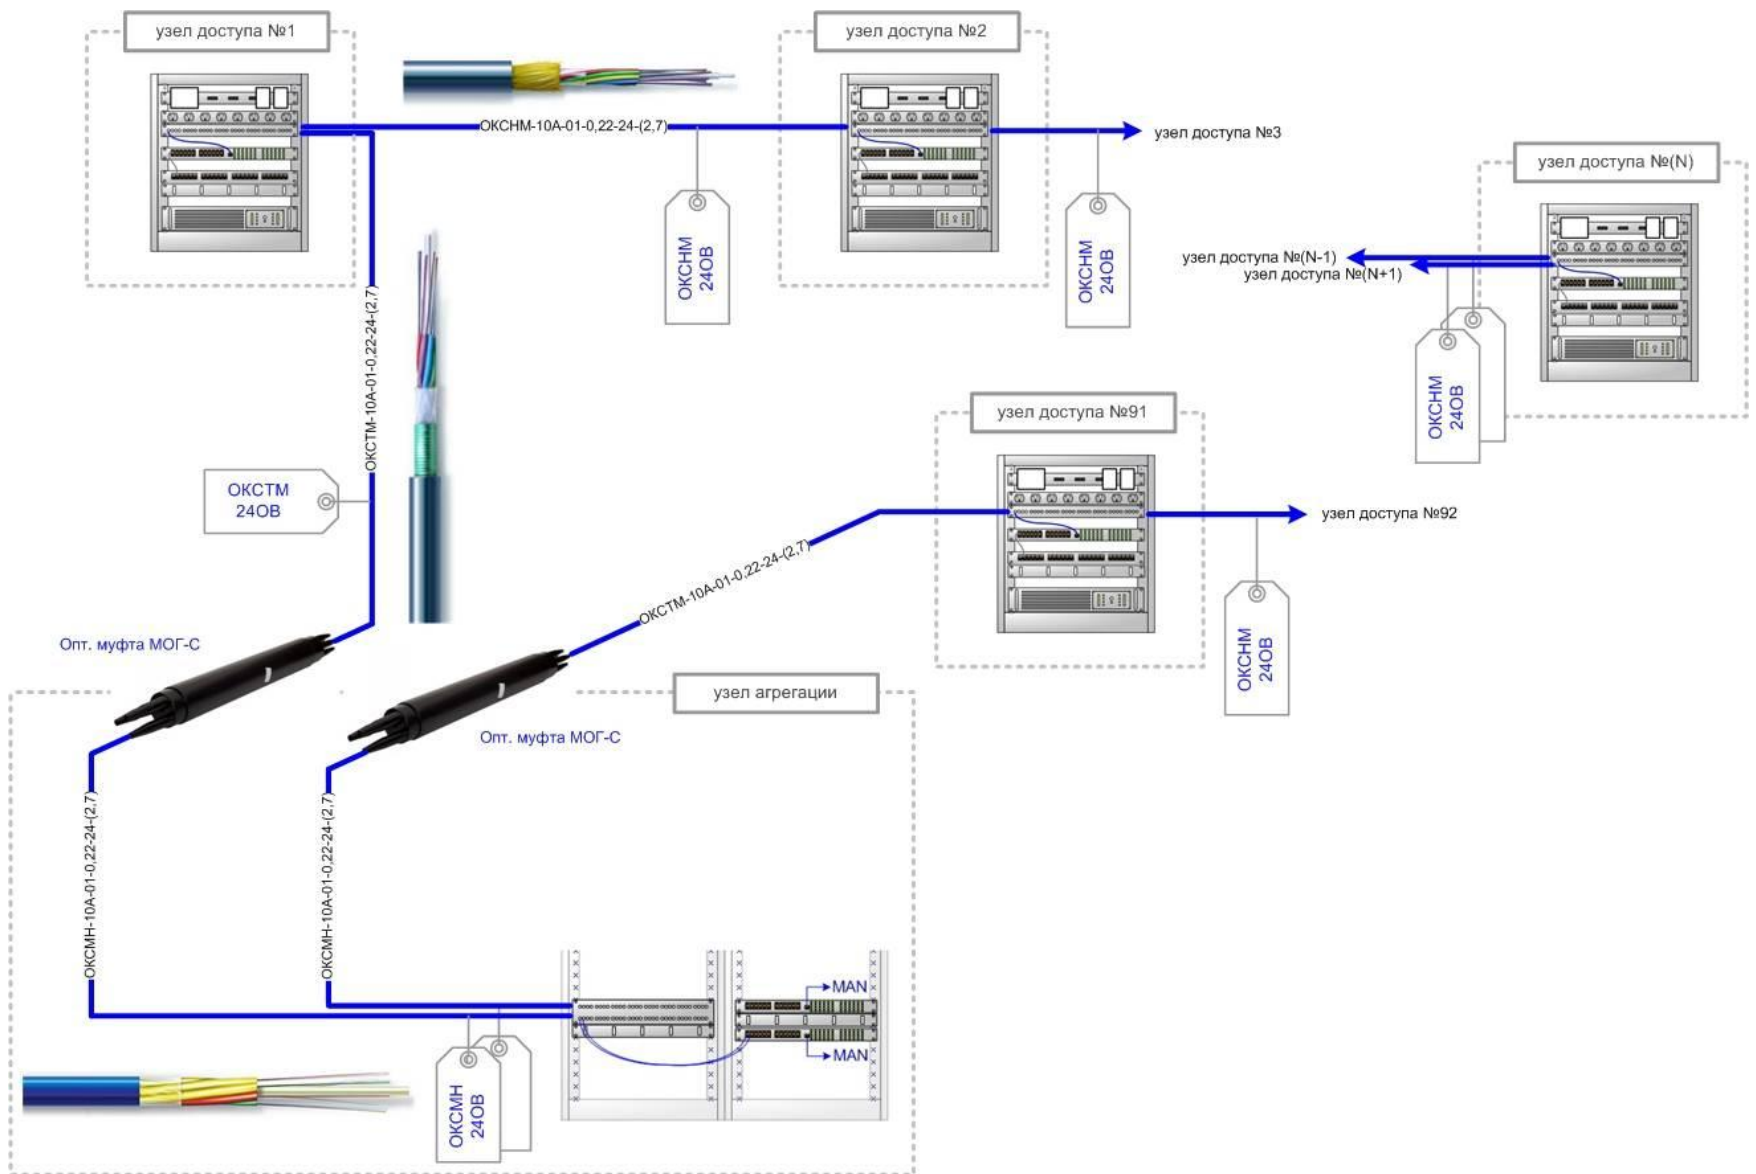 узел доступа №1
узел доступа №2
ОКСНМ-10А-01-0,22-24-(2,7)
узел доступа №3
узел доступа №(N)
ОКСНМ
24ОВ
ОКСНМ
24ОВ
узел доступа №(N-1)
узел доступа №(N+1)
ОКСНМ
24ОВ
ОКСТМ-10А-01-0,22-24-(2,7)
узел доступа №91
ОКСТМ
24ОВ
узел доступа №92
ОКСТМ-10А-01-0,22-24-(2,7)
ОКСНМ
24ОВ
Опт. муфта МОГ-С
узел агрегации
Опт. муфта МОГ-С
ОКСМН-10А-01-0,22-24-(2,7)
ОКСМН-10А-01-0,22-24-(2,7)
MAN
MAN
ОКСМН
24ОВ